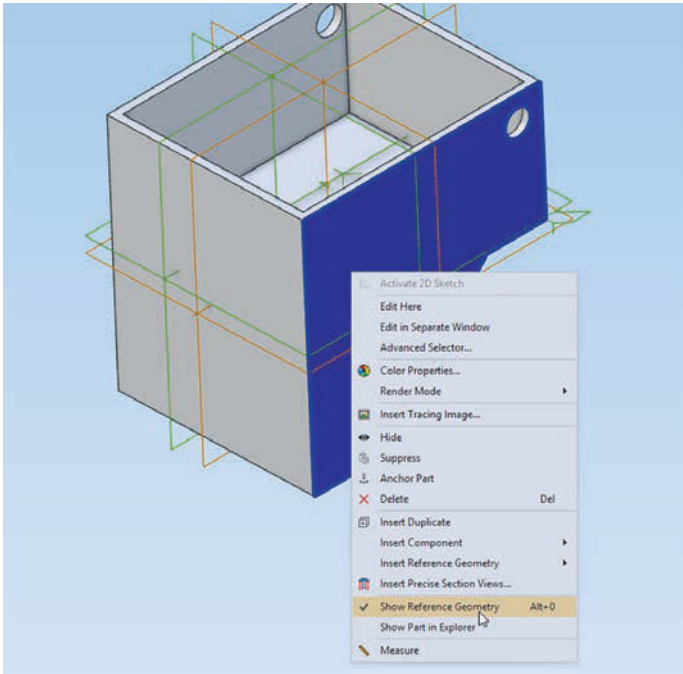 Activate 2D Sketch
Edit Here
Edit in Separate Window
Advanced Selector...
Color Properties...
Render Mode
Insert Tracing Image...
Hide
Suppress
Anchor Part
Delete Del
Insert Duplicate
Insert Component
Insert Reference Geometry
Insert Precise Section Views...
Show Reference Geometry Alt+0
Show Part in Explorer
Measure